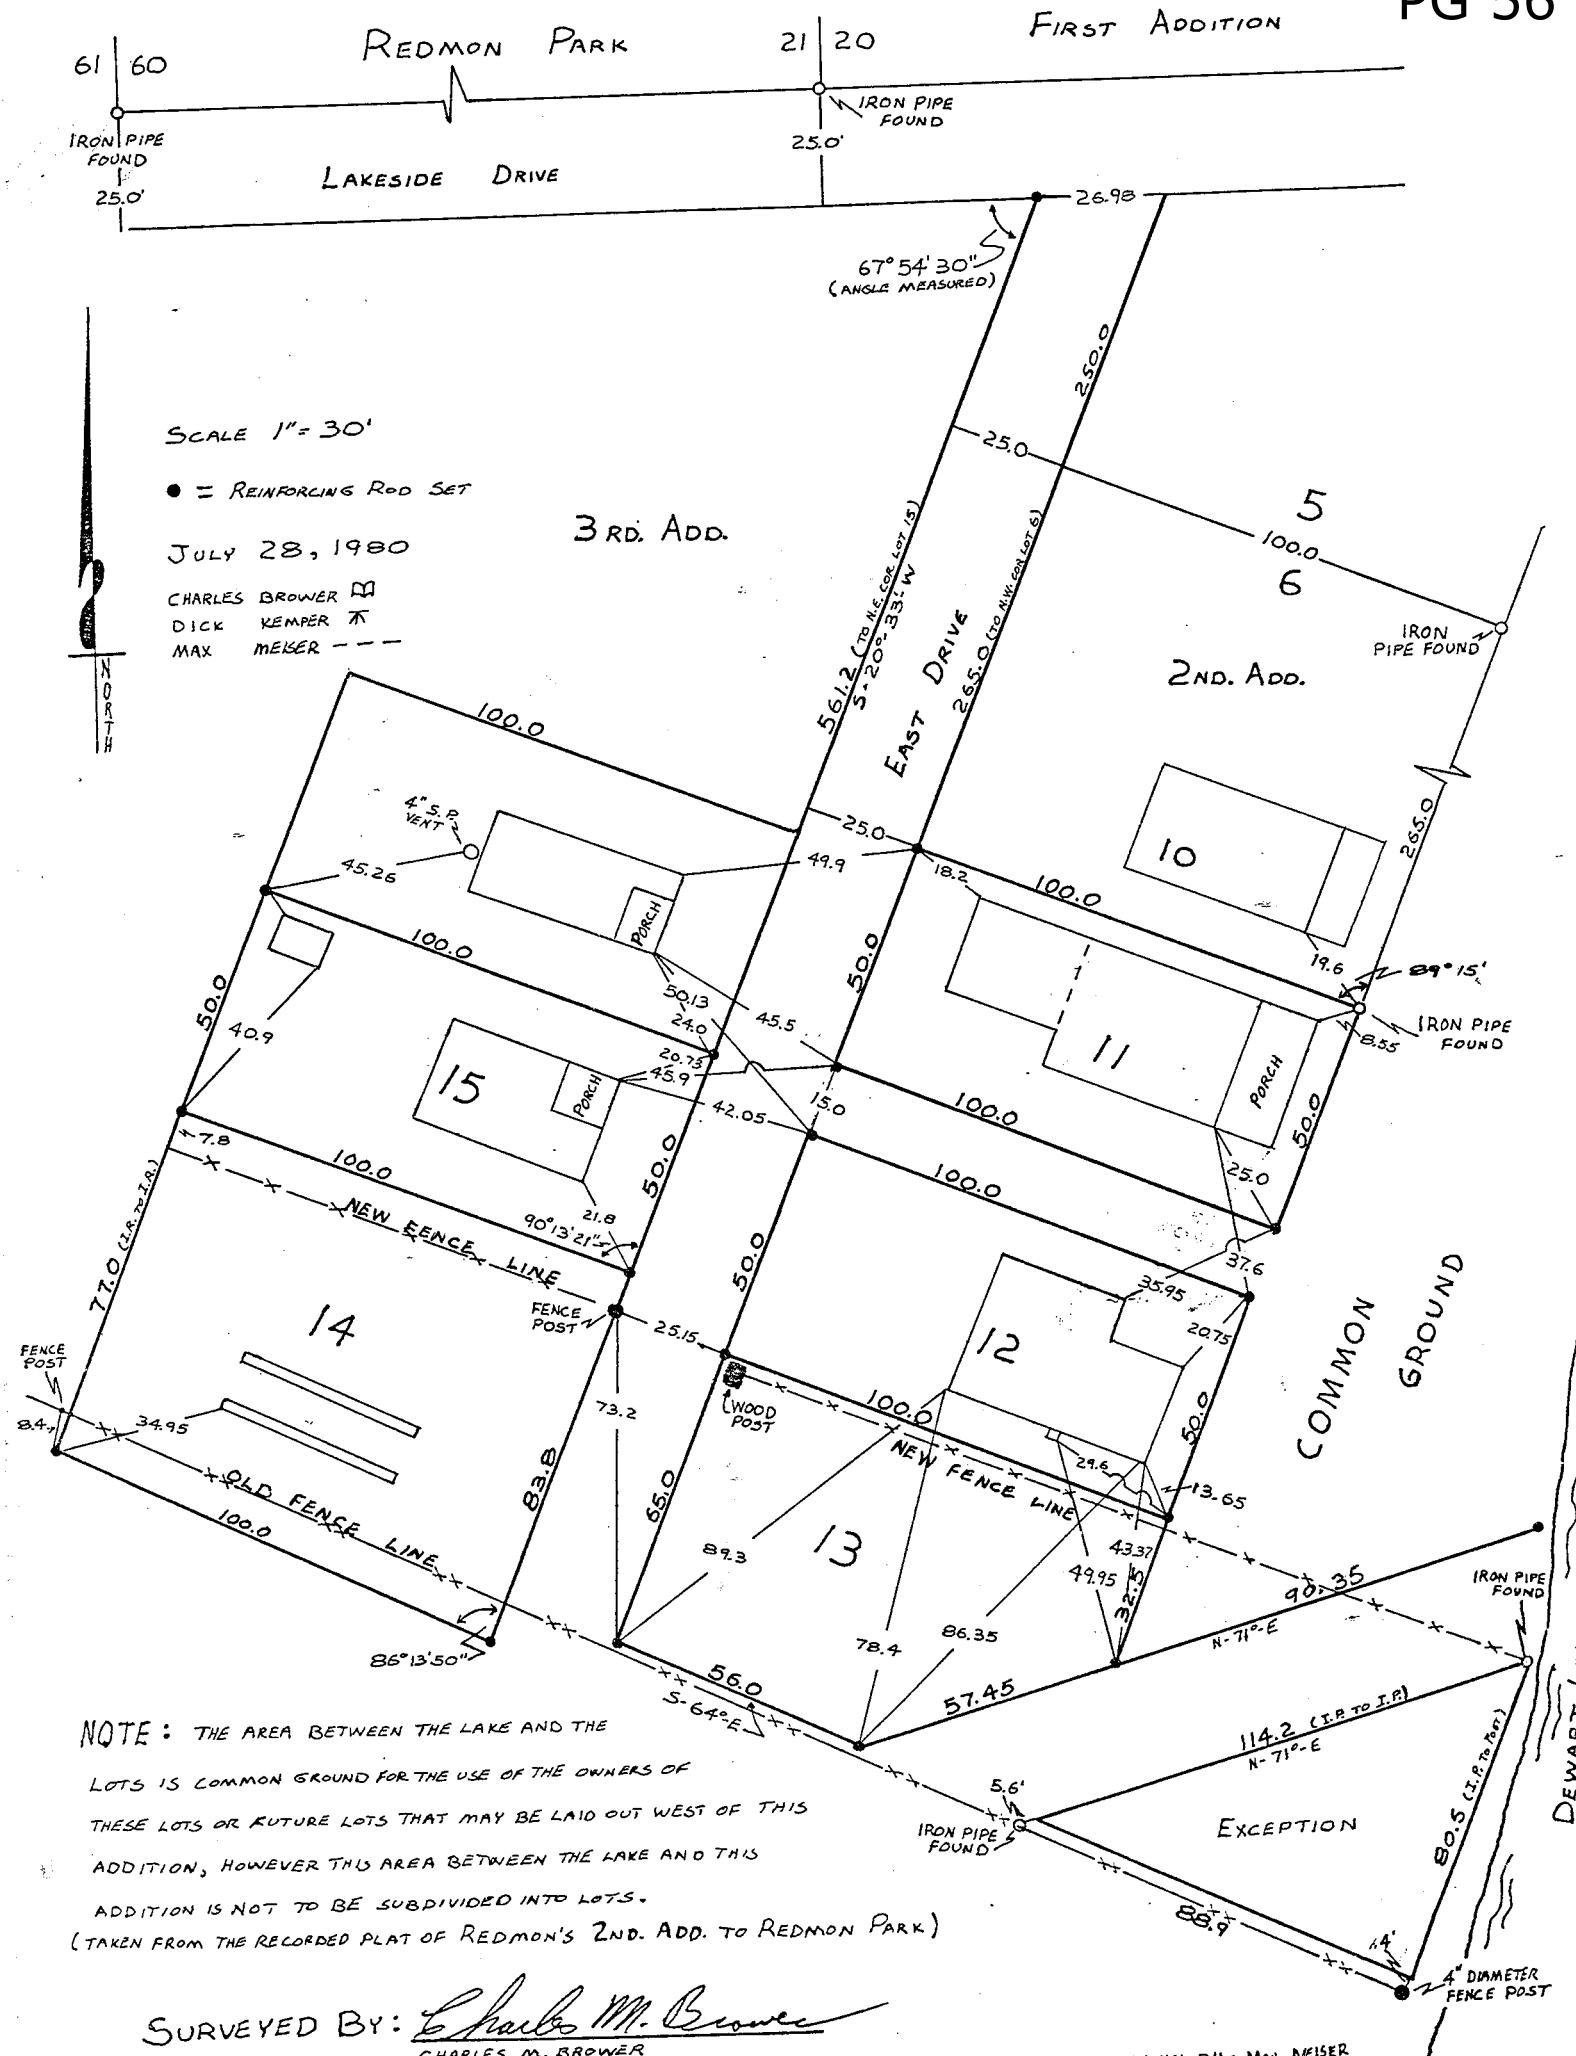 PG 56
61 60
REDMON PARK
21 20
FIRST ADDITION
IRON PIPE
FOUND
25.0'
IRON PIPE
FOUND
25.0'
LAKESIDE DRIVE
26.98
67° 54' 30"
(ANGLE MEASURED)
250.0
SCALE 1"= 30'
● = REINFORCING ROD SET
JULY 28, 1980
CHARLES BROWER
DICK KEMPER
MAX MEISER - - -
NORTH
3 RD. ADD.
25.0
5
100.0
6
IRON
PIPE FOUND
2ND. ADD.
561.2 (TO N.E. COR. LOT 15)
S-20°-33'-W
EAST DRIVE
265.0 (TO N.W. COR LOT 6)
265.0
100.0
4" S.P.
VENT
45.26
PORCH
49.9
25.0
18.2
100.0
10
19.6
89° 15'
IRON PIPE
FOUND
8.55
100.0
50.0
40.9
50.13
24.0
20.73
45.9
45.5
50.0
15
PORCH
42.05
15.0
11
PORCH
100.0
50.0
25.0
7.8
100.0
50.0
21.8
90°13'21"
NEW FENCE LINE
77.0 (I.R. TO I.R.)
14
FENCE
POST
25.15
50.0
100.0
37.6
35.95
20.75
12
50.0
COMMON
GROUND
FENCE
POST
8.4
34.95
73.2
WOOD
POST
100.0
NEW FENCE LINE
29.6
13.65
OLD FENCE LINE
100.0
83.8
65.0
89.3
13
43.37
49.95
32.5
90.35
N-71°-E
IRON PIPE
FOUND
86°13'50"
78.4
86.35
56.0
S-64°-E
57.45
114.2 (I.P. TO I.P.)
N-71°-E
5.6'
IRON PIPE
FOUND
EXCEPTION
80.5 (I.P. TO POST)
88.9
.4'
4" DIAMETER
FENCE POST
NOTE: THE AREA BETWEEN THE LAKE AND THE
LOTS IS COMMON GROUND FOR THE USE OF THE OWNERS OF
THESE LOTS OR FUTURE LOTS THAT MAY BE LAID OUT WEST OF THIS
ADDITION, HOWEVER THIS AREA BETWEEN THE LAKE AND THIS
ADDITION IS NOT TO BE SUBDIVIDED INTO LOTS.
(TAKEN FROM THE RECORDED PLAT OF REDMON'S 2ND. ADD. TO REDMON PARK)
SURVEYED BY: Charles M. Brower
CHARLES M. BROWER